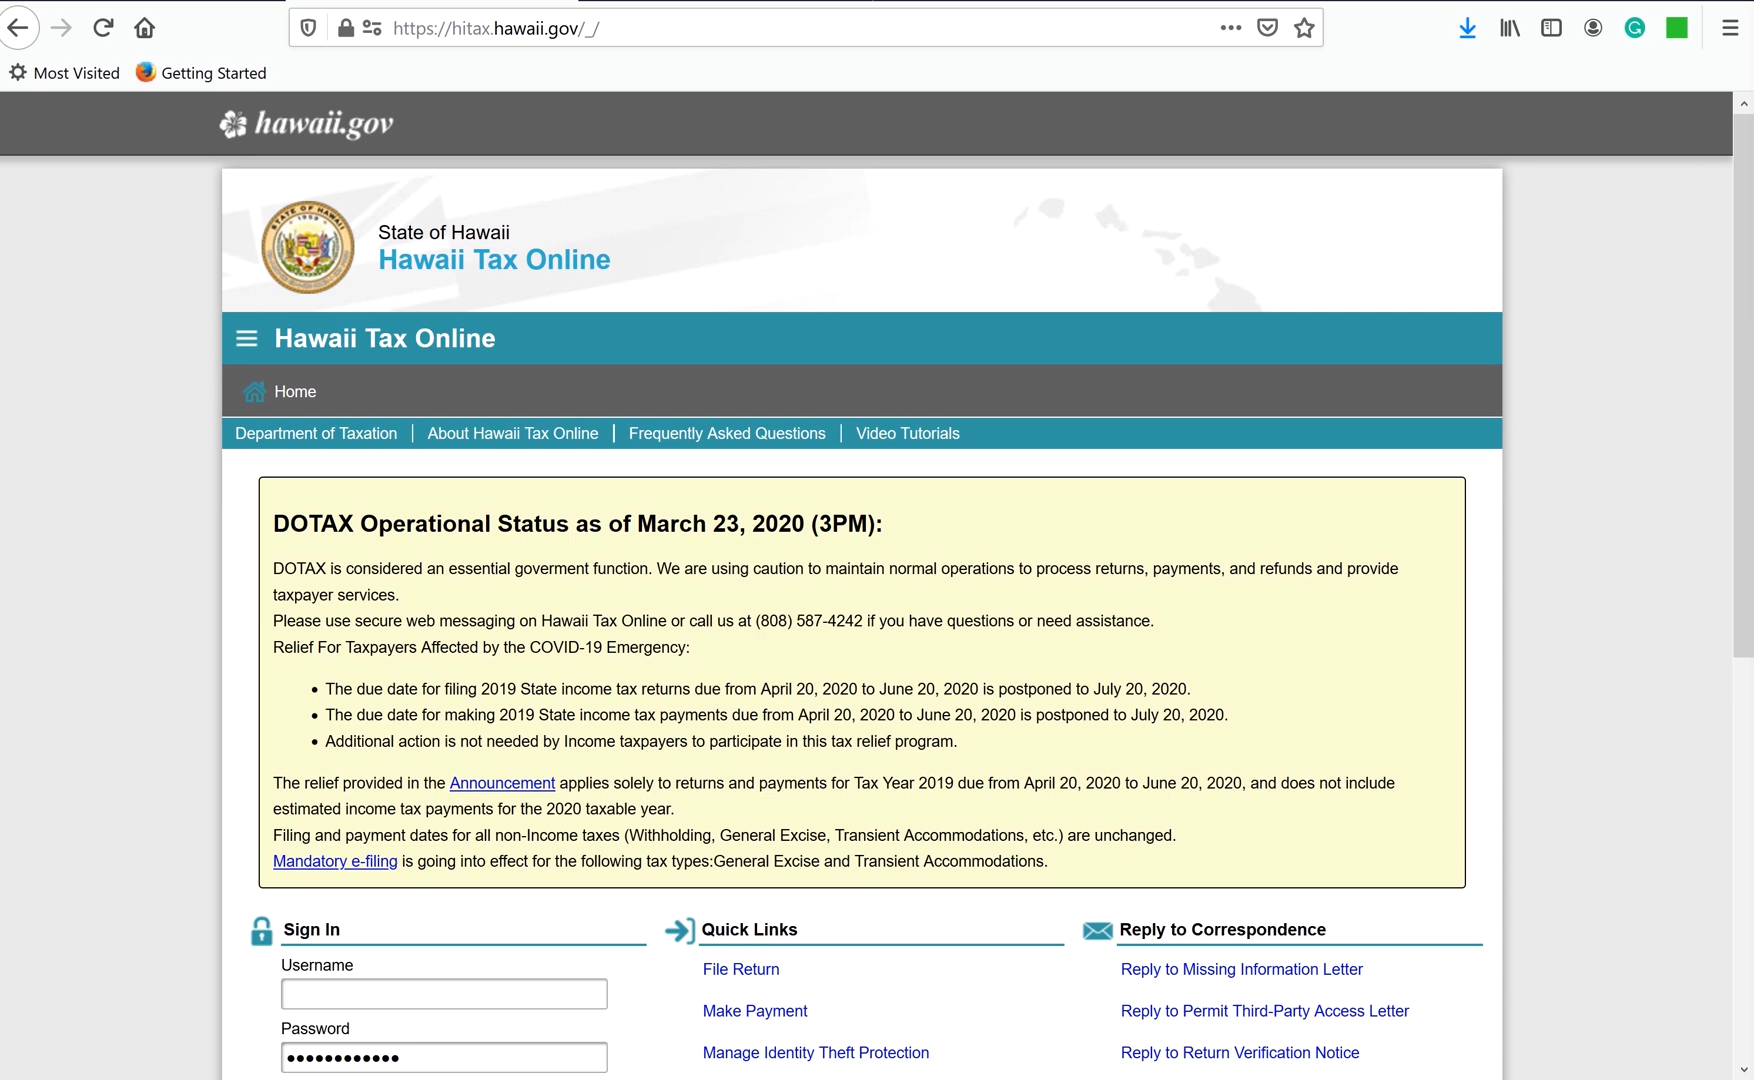 https://hitax.hawaii.gov/_/
Most Visited Getting Started
hawaii.gov
State of Hawaii
Hawaii Tax Online
Hawaii Tax Online
Home
Department of Taxation | About Hawaii Tax Online | Frequently Asked Questions | Video Tutorials
DOTAX Operational Status as of March 23, 2020 (3PM):
DOTAX is considered an essential goverment function. We are using caution to maintain normal operations to process returns, payments, and refunds and provide
taxpayer services.
Please use secure web messaging on Hawaii Tax Online or call us at (808) 587-4242 if you have questions or need assistance.
Relief For Taxpayers Affected by the COVID-19 Emergency:
• The due date for filing 2019 State income tax returns due from April 20, 2020 to June 20, 2020 is postponed to July 20, 2020.
• The due date for making 2019 State income tax payments due from April 20, 2020 to June 20, 2020 is postponed to July 20, 2020.
• Additional action is not needed by Income taxpayers to participate in this tax relief program.
The relief provided in the Announcement applies solely to returns and payments for Tax Year 2019 due from April 20, 2020 to June 20, 2020, and does not include
estimated income tax payments for the 2020 taxable year.
Filing and payment dates for all non-Income taxes (Withholding, General Excise, Transient Accommodations, etc.) are unchanged.
Mandatory e-filing is going into effect for the following tax types:General Excise and Transient Accommodations.
Sign In
Username
Password
••••••••••••
Quick Links
File Return
Make Payment
Manage Identity Theft Protection
Reply to Correspondence
Reply to Missing Information Letter
Reply to Permit Third-Party Access Letter
Reply to Return Verification Notice
STATE OF HAWAII
1959